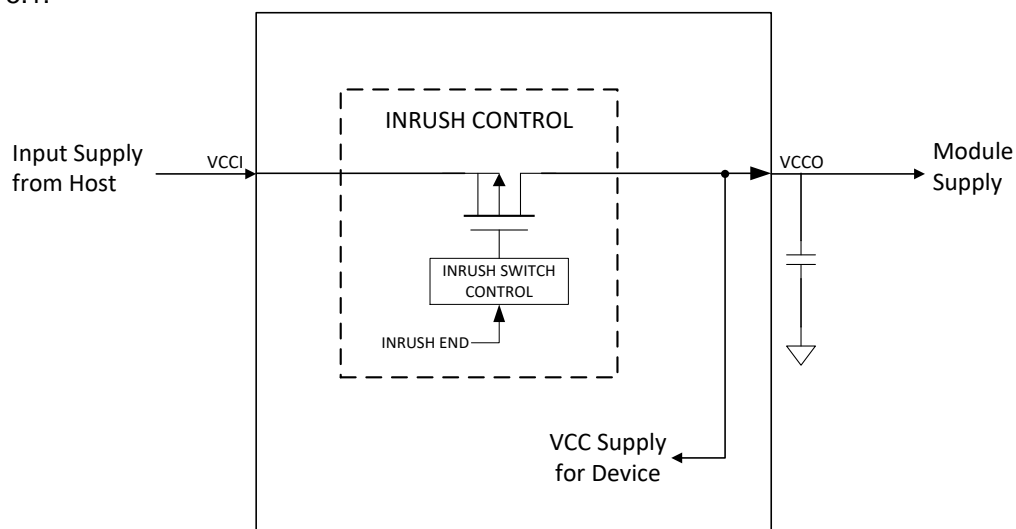 INRUSH CONTROL
Input Supply
from Host
VCCI
VCCO
Module
Supply
INRUSH SWITCH
CONTROL
INRUSH END
VCC Supply
for Device